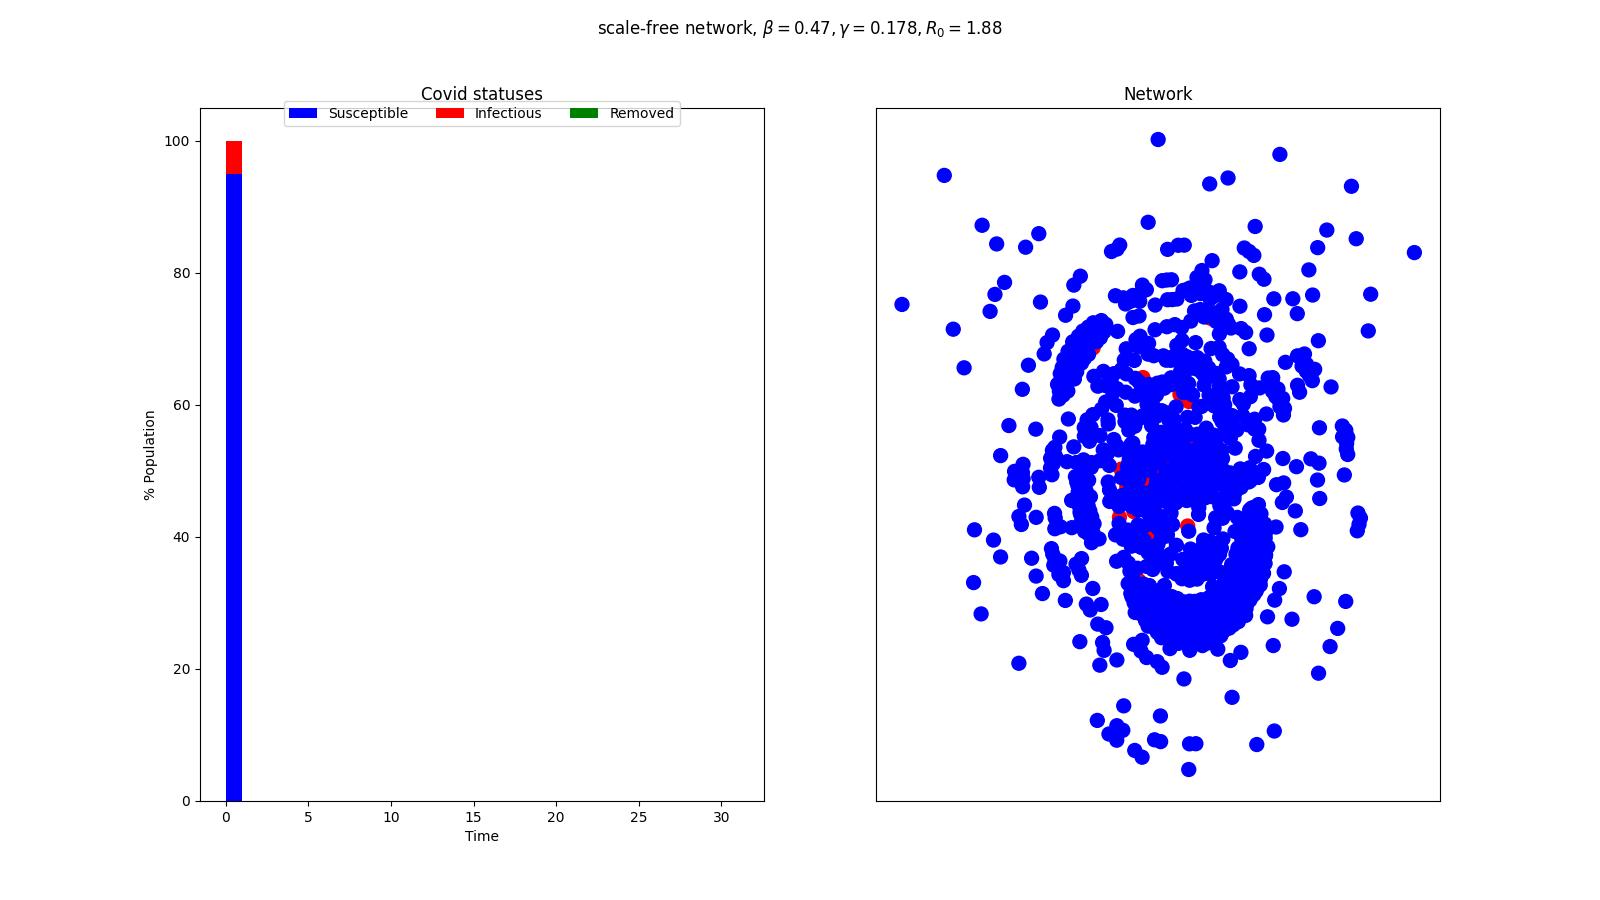 scale-free network, β = 0.47, γ = 0.178, R₀ = 1.88
Covid statuses
Susceptible Infectious Removed
100
80
60
40
20
0
% Population
0 5 10 15 20 25 30
Time
Network